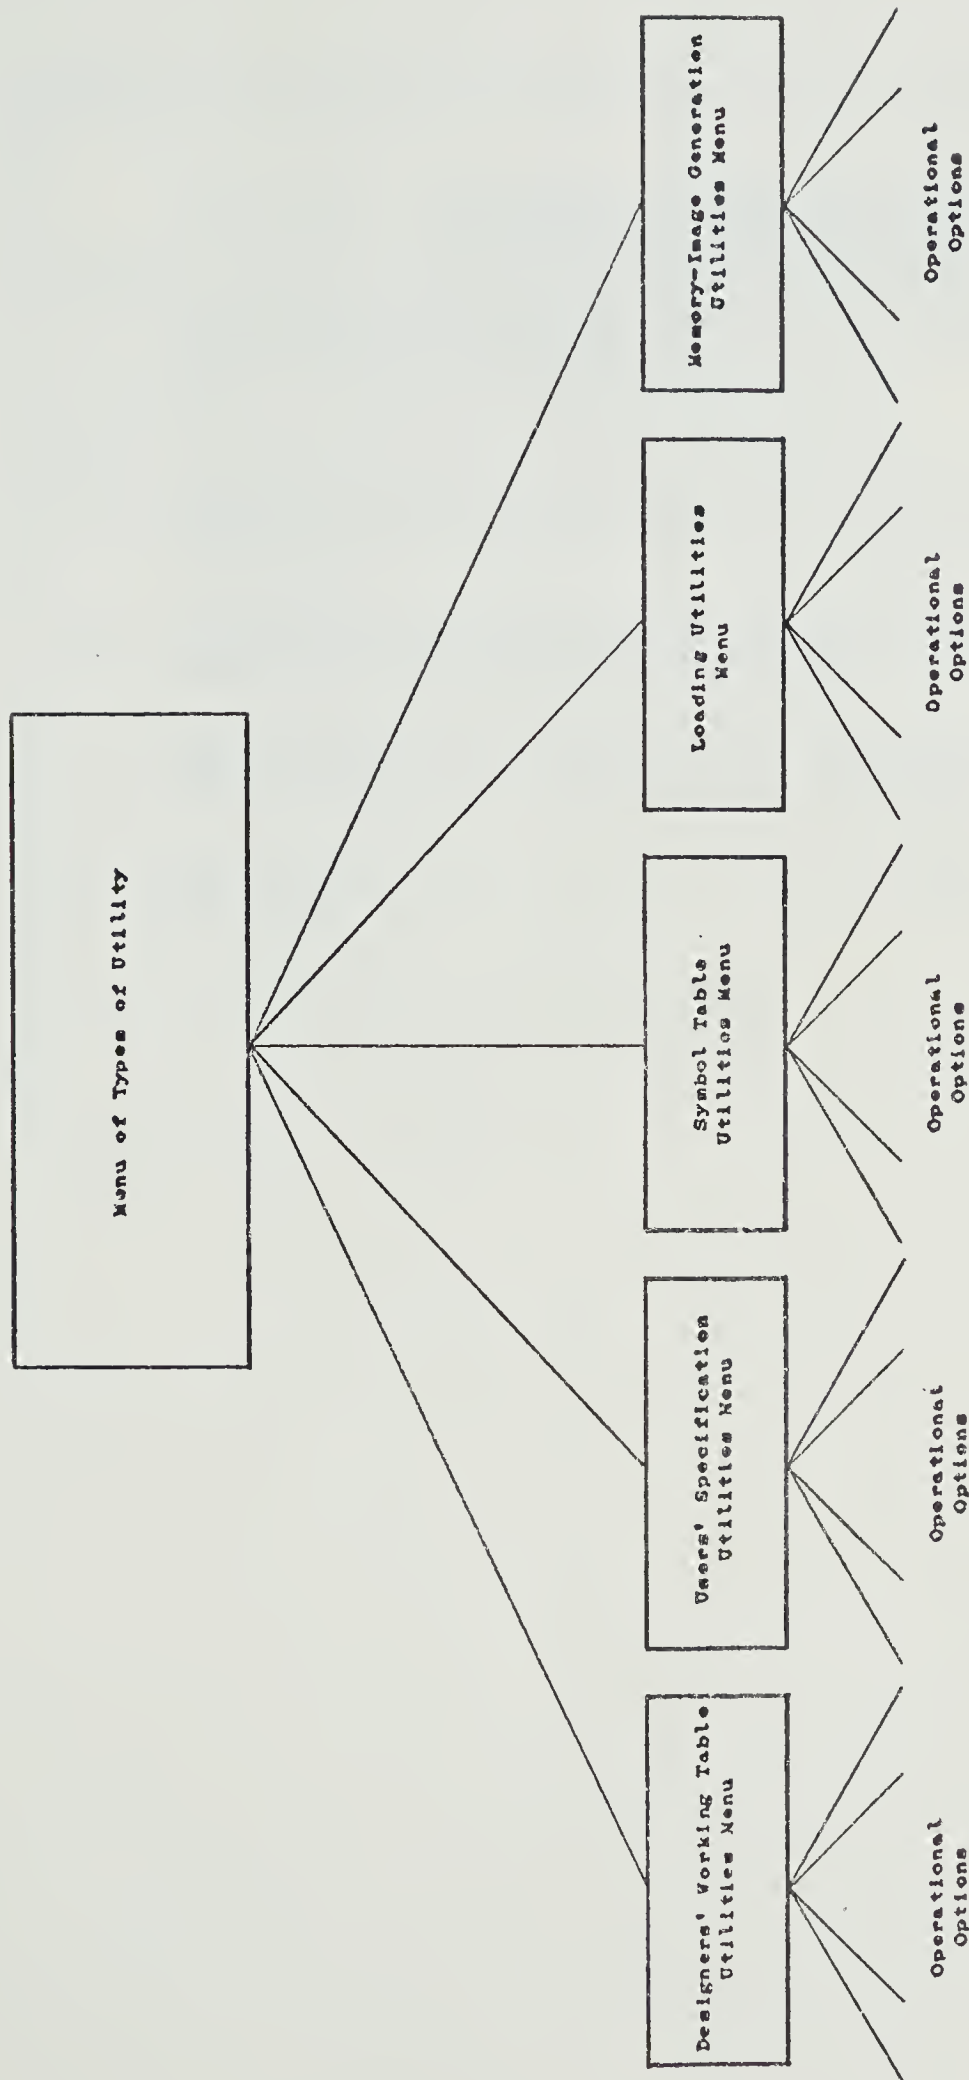 Menu of Types of Utility
Designers' Working Table
Utilities Menu
Users' Specification
Utilities Menu
Symbol Table
Utilities Menu
Loading Utilities
Menu
Memory-Image Generation
Utilities Menu
Operational
Options
Operational
Options
Operational
Options
Operational
Options
Operational
Options